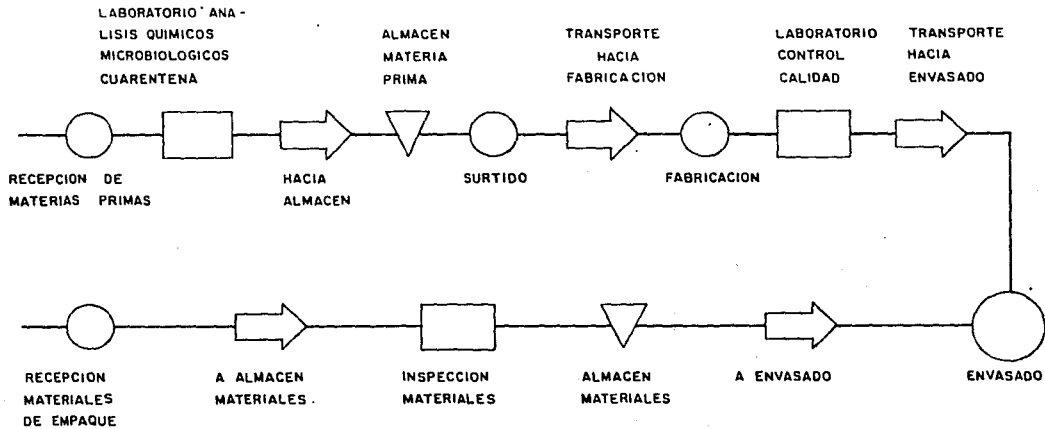 LABORATORIO ANA-
LISIS QUIMICOS
MICROBIOLOGICOS
CUARENTENA
ALMACEN
MATERIA
PRIMA
TRANSPORTE
HACIA
FABRICACION
LABORATORIO
CONTROL
CALIDAD
TRANSPORTE
HACIA
ENVASADO
RECEPCION DE
MATERIAS PRIMAS
HACIA
ALMACEN
SURTIDO
FABRICACION
RECEPCION
MATERIALES
DE EMPAQUE
A ALMACEN
MATERIALES.
INSPECCION
MATERIALES
ALMACEN
MATERIALES
A ENVASADO
ENVASADO